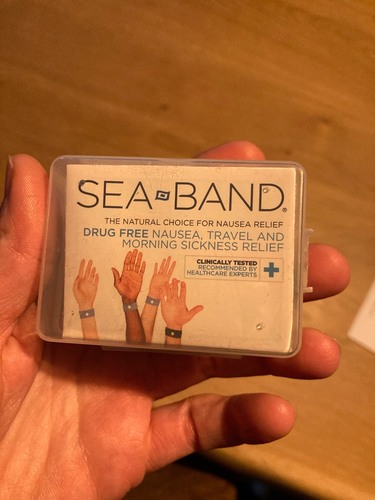 SEA-BAND®
THE NATURAL CHOICE FOR NAUSEA RELIEF
DRUG FREE NAUSEA, TRAVEL AND
MORNING SICKNESS RELIEF
CLINICALLY TESTED
RECOMMENDED BY
HEALTHCARE EXPERTS